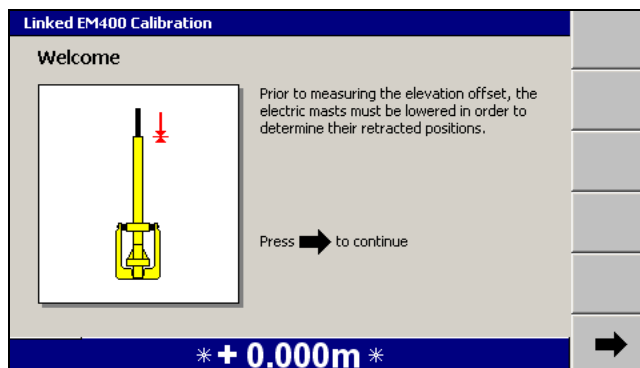 Linked EM400 Calibration
Welcome
Prior to measuring the elevation offset, the
electric masts must be lowered in order to
determine their retracted positions.
Press ➡ to continue
✳+ 0.000m ✳